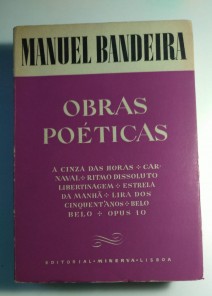 MANUEL BANDEIRA
OBRAS
POÉTICAS
A CINZA DAS HORAS + CAR-
NAVAL + RITMO DISSOLUTO
LIBERTINAGEM + ESTRELA
DA MANHÃ + LIRA DOS
CINQUENT'ANOS + BELO
BELO + OPUS 10
EDITORIAL-MINERVA-LISBOA